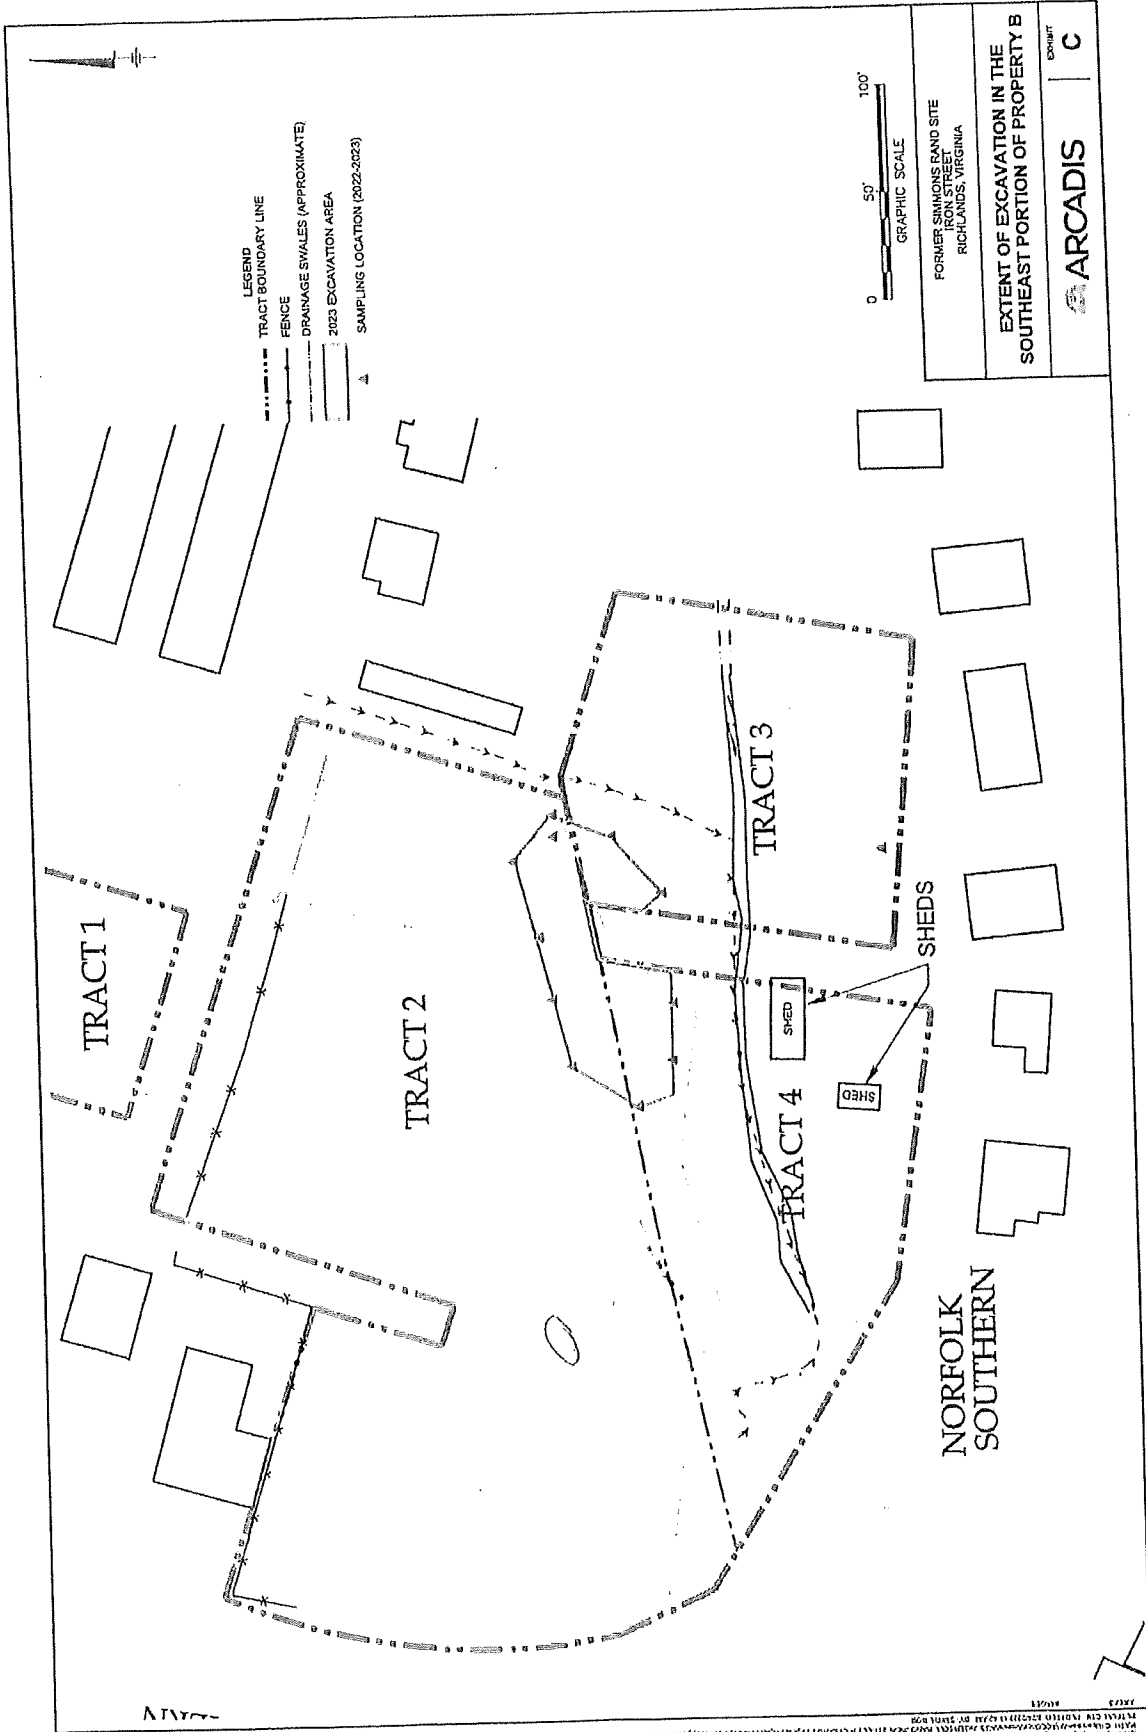 LEGEND
TRACT BOUNDARY LINE
FENCE
DRAINAGE SWALES (APPROXIMATE)
2023 EXCAVATION AREA
SAMPLING LOCATION (2022-2023)
TRACT 1
TRACT 2
TRACT 3
TRACT 4
SHED
SHED
SHEDS
NORFOLK
SOUTHERN
0 50' 100'
GRAPHIC SCALE
FORMER SIMMONS RAND SITE
IRON STREET
RICHLANDS, VIRGINIA
EXTENT OF EXCAVATION IN THE
SOUTHEAST PORTION OF PROPERTY B
ARCADIS
EXHIBIT
C